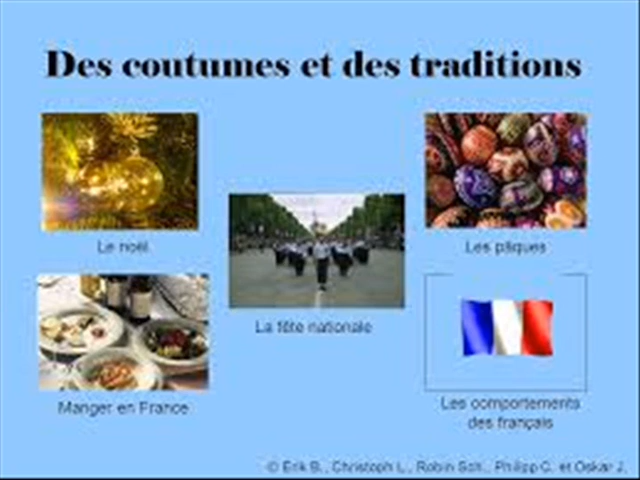 Des coutumes et des traditions
Le noël
Les pâques
La fête nationale
Manger en France
Les comportements
des français
© Erik B., Christoph L., Robin Sch., Philipp C. et Oskar J.